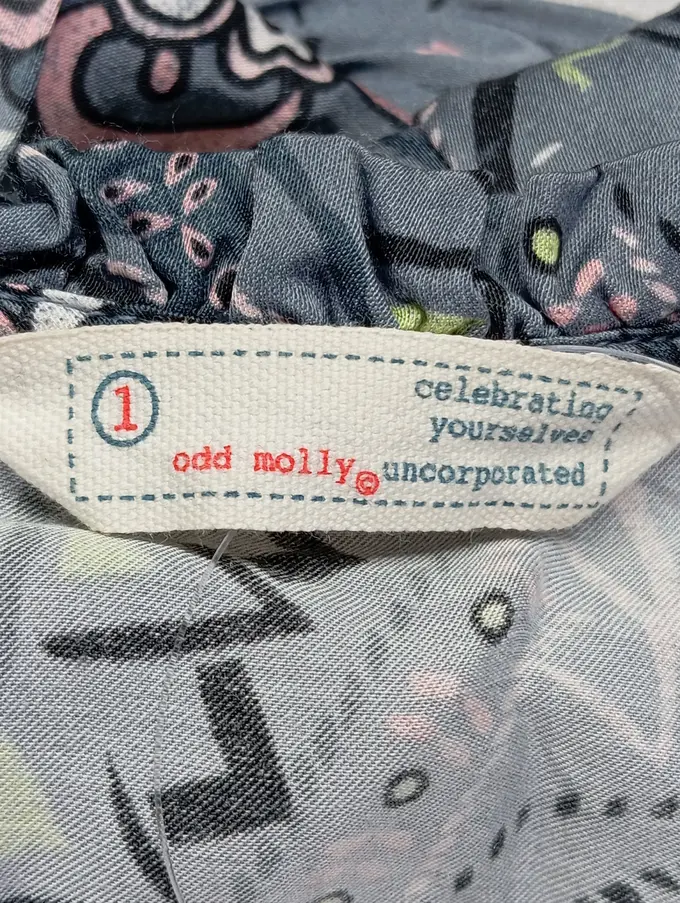 1
celebrating
yourselves
odd molly© uncorporated